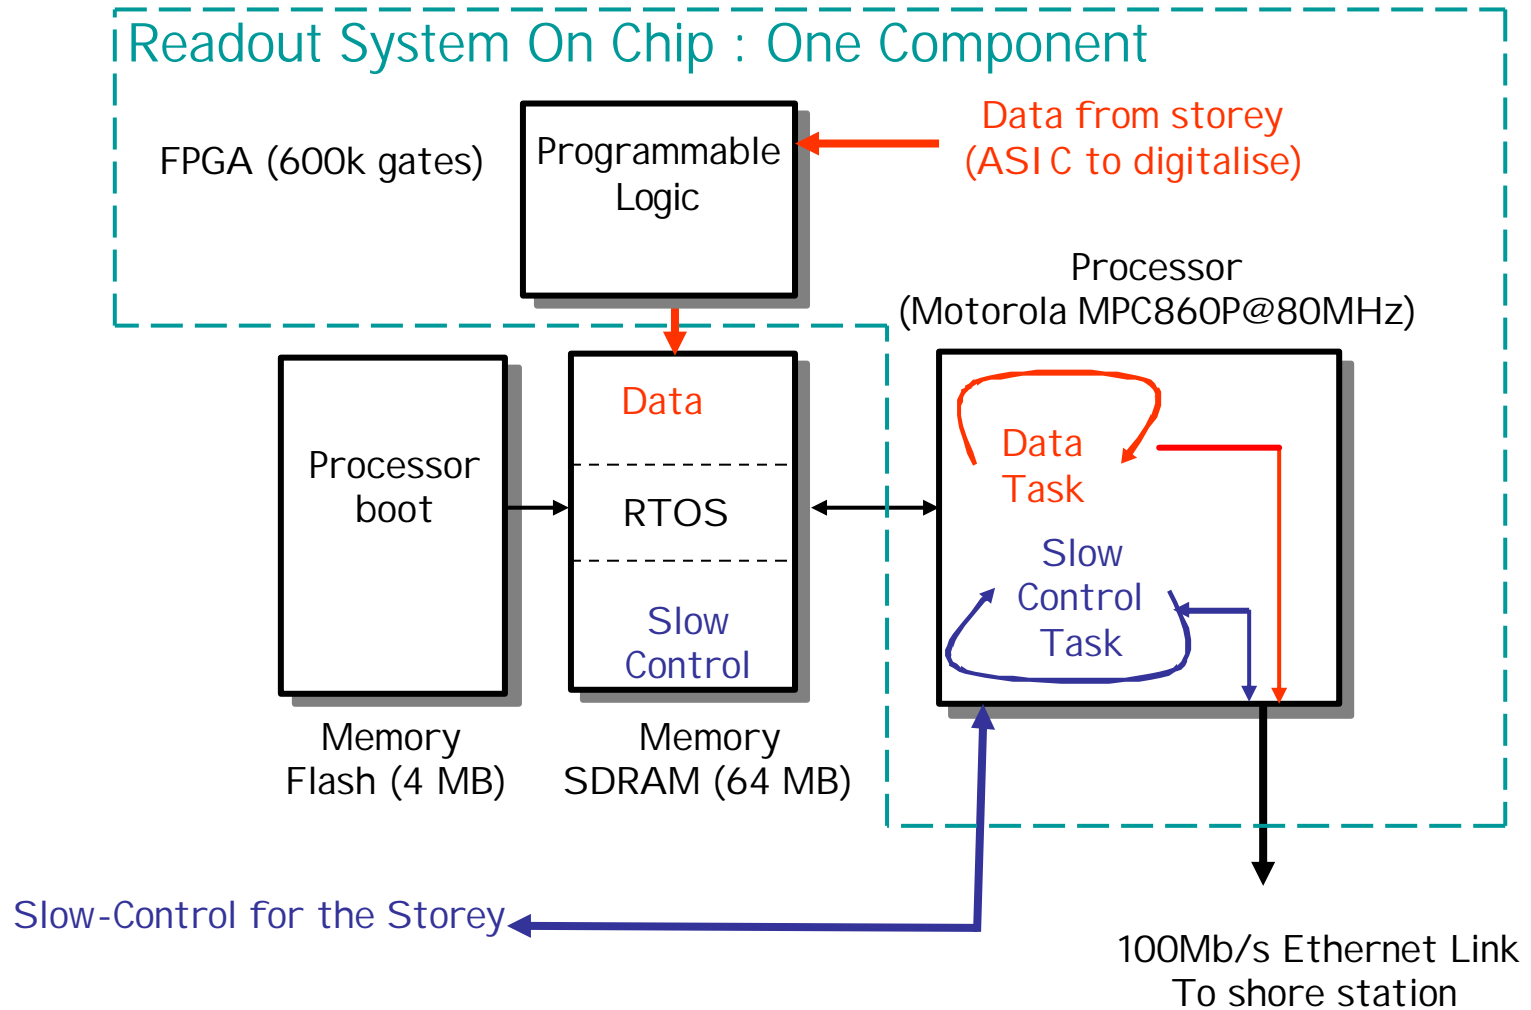 Readout System On Chip : One Component
FPGA (600k gates)
Programmable
Logic
Data from storey
(ASIC to digitalise)
Processor
(Motorola MPC860P@80MHz)
Processor
boot
Data
RTOS
Slow
Control
Data
Task
Slow
Control
Task
Memory
Flash (4 MB)
Memory
SDRAM (64 MB)
Slow-Control for the Storey
100Mb/s Ethernet Link
To shore station